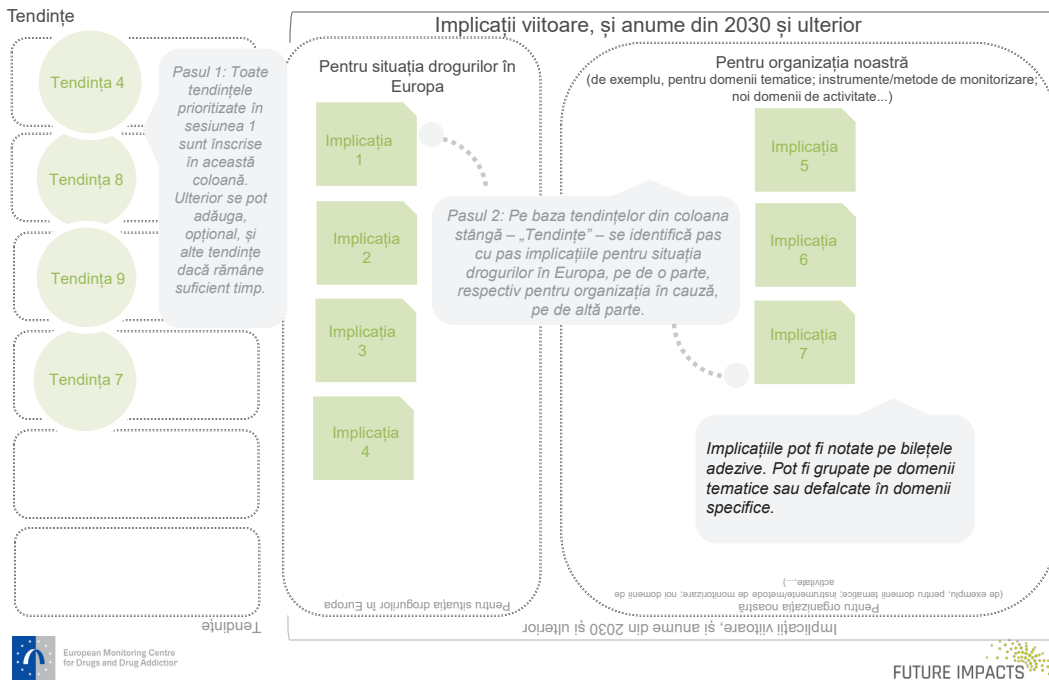 Tendințe
Implicații viitoare, și anume din 2030 și ulterior
Tendința 4
Tendința 8
Tendința 9
Tendința 7
Pasul 1: Toate
tendințele
prioritizate în
sesiunea 1
sunt înscrise
în această
coloană.
Ulterior se pot
adăuga,
opțional, și
alte tendințe
dacă rămâne
suficient timp.
Pentru situația drogurilor în
Europa
Implicația
1
Implicația
2
Implicația
3
Implicația
4
Pasul 2: Pe baza tendințelor din coloana
stângă – „Tendințe” – se identifică pas
cu pas implicațiile pentru situația
drogurilor în Europa, pe de o parte,
respectiv pentru organizația în cauză,
pe de altă parte.
Pentru organizația noastră
(de exemplu, pentru domenii tematice; instrumente/metode de monitorizare;
noi domenii de activitate...)
Implicația
5
Implicația
6
Implicația
7
Implicațiile pot fi notate pe bilețele
adezive. Pot fi grupate pe domenii
tematice sau defalcate în domenii
specifice.
Pentru situația drogurilor în Europa
Pentru organizația noastră
(de exemplu, pentru domenii tematice; instrumente/metode de monitorizare; noi domenii de
activitate,...)
Tendințe
Implicații viitoare, și anume din 2030 și ulterior
European Monitoring Centre
for Drugs and Drug Addiction
FUTURE IMPACTS